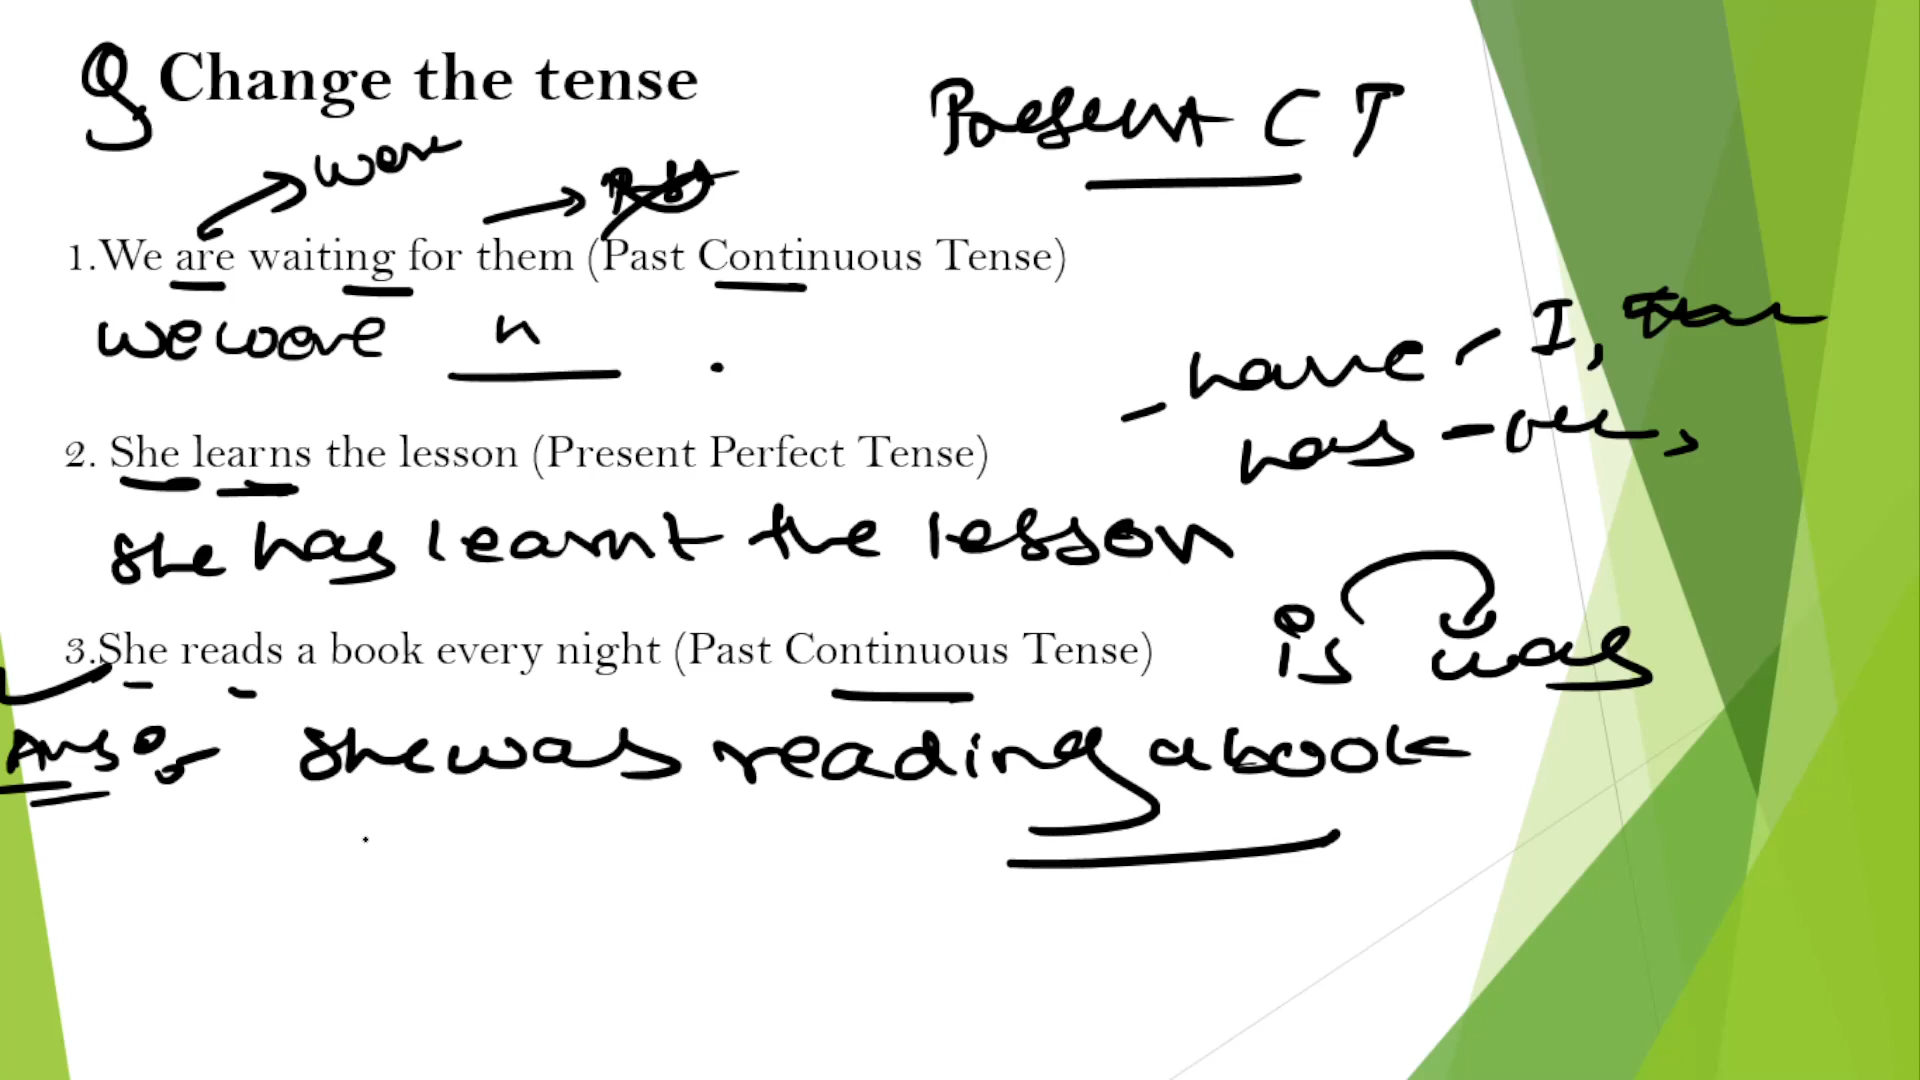 Q Change the tense
Present C T
were
1.We are waiting for them (Past Continuous Tense)
we were "       .
- have - I,
has -
2. She learns the lesson (Present Perfect Tense)
she has learnt the lesson
3.She reads a book every night (Past Continuous Tense)
is was
Ans:- she was reading a book